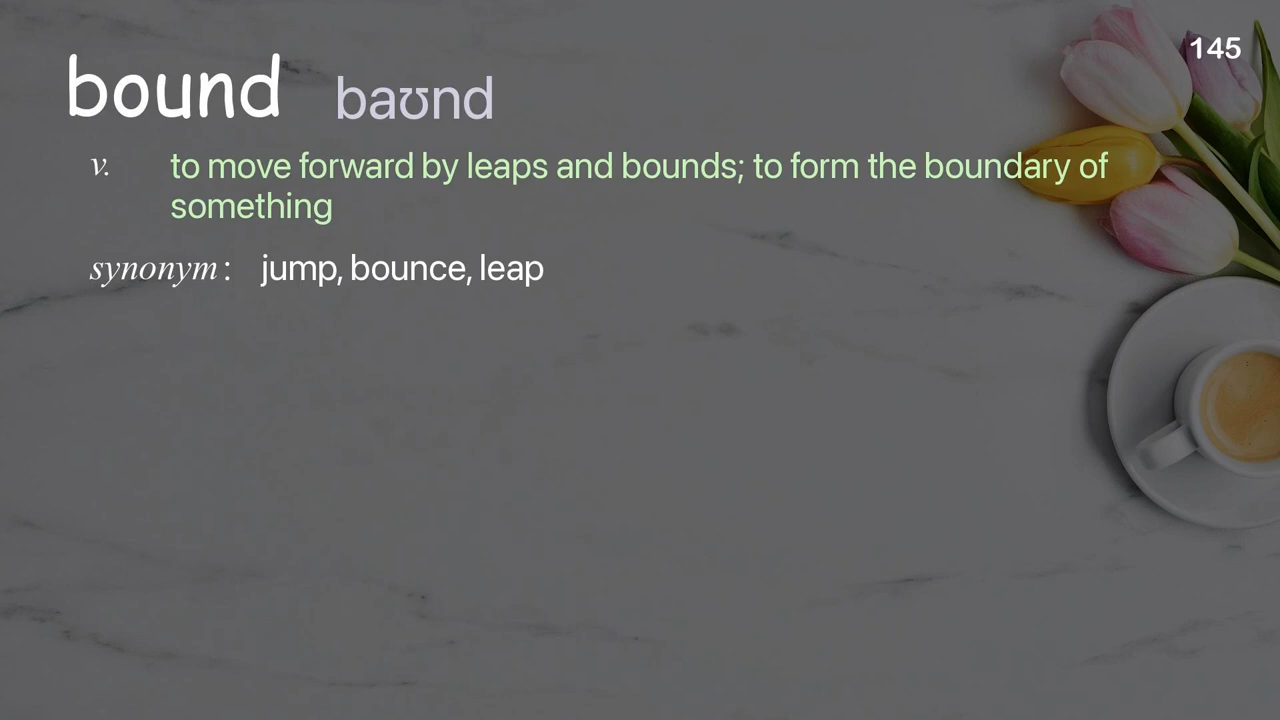 145
bound baʊnd
v. to move forward by leaps and bounds; to form the boundary of
something
synonym: jump, bounce, leap